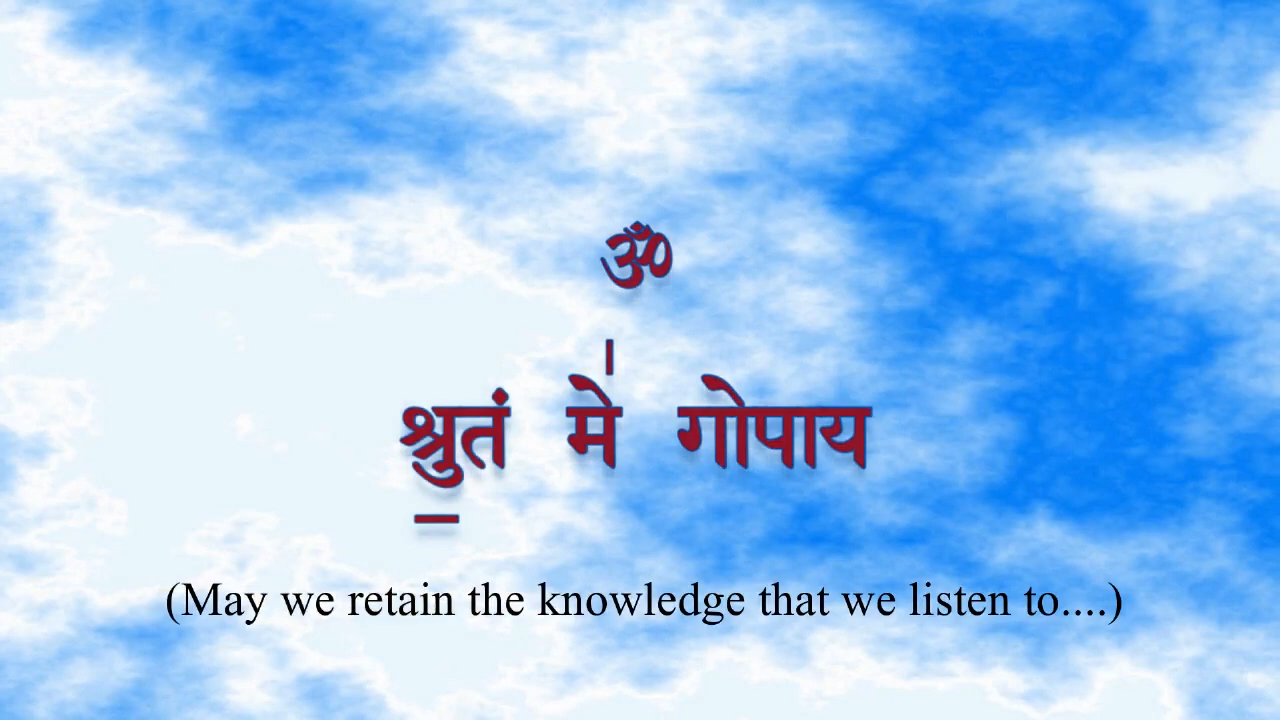 ॐ
श्रु॒तं मे॑ गोपाय
(May we retain the knowledge that we listen to....)